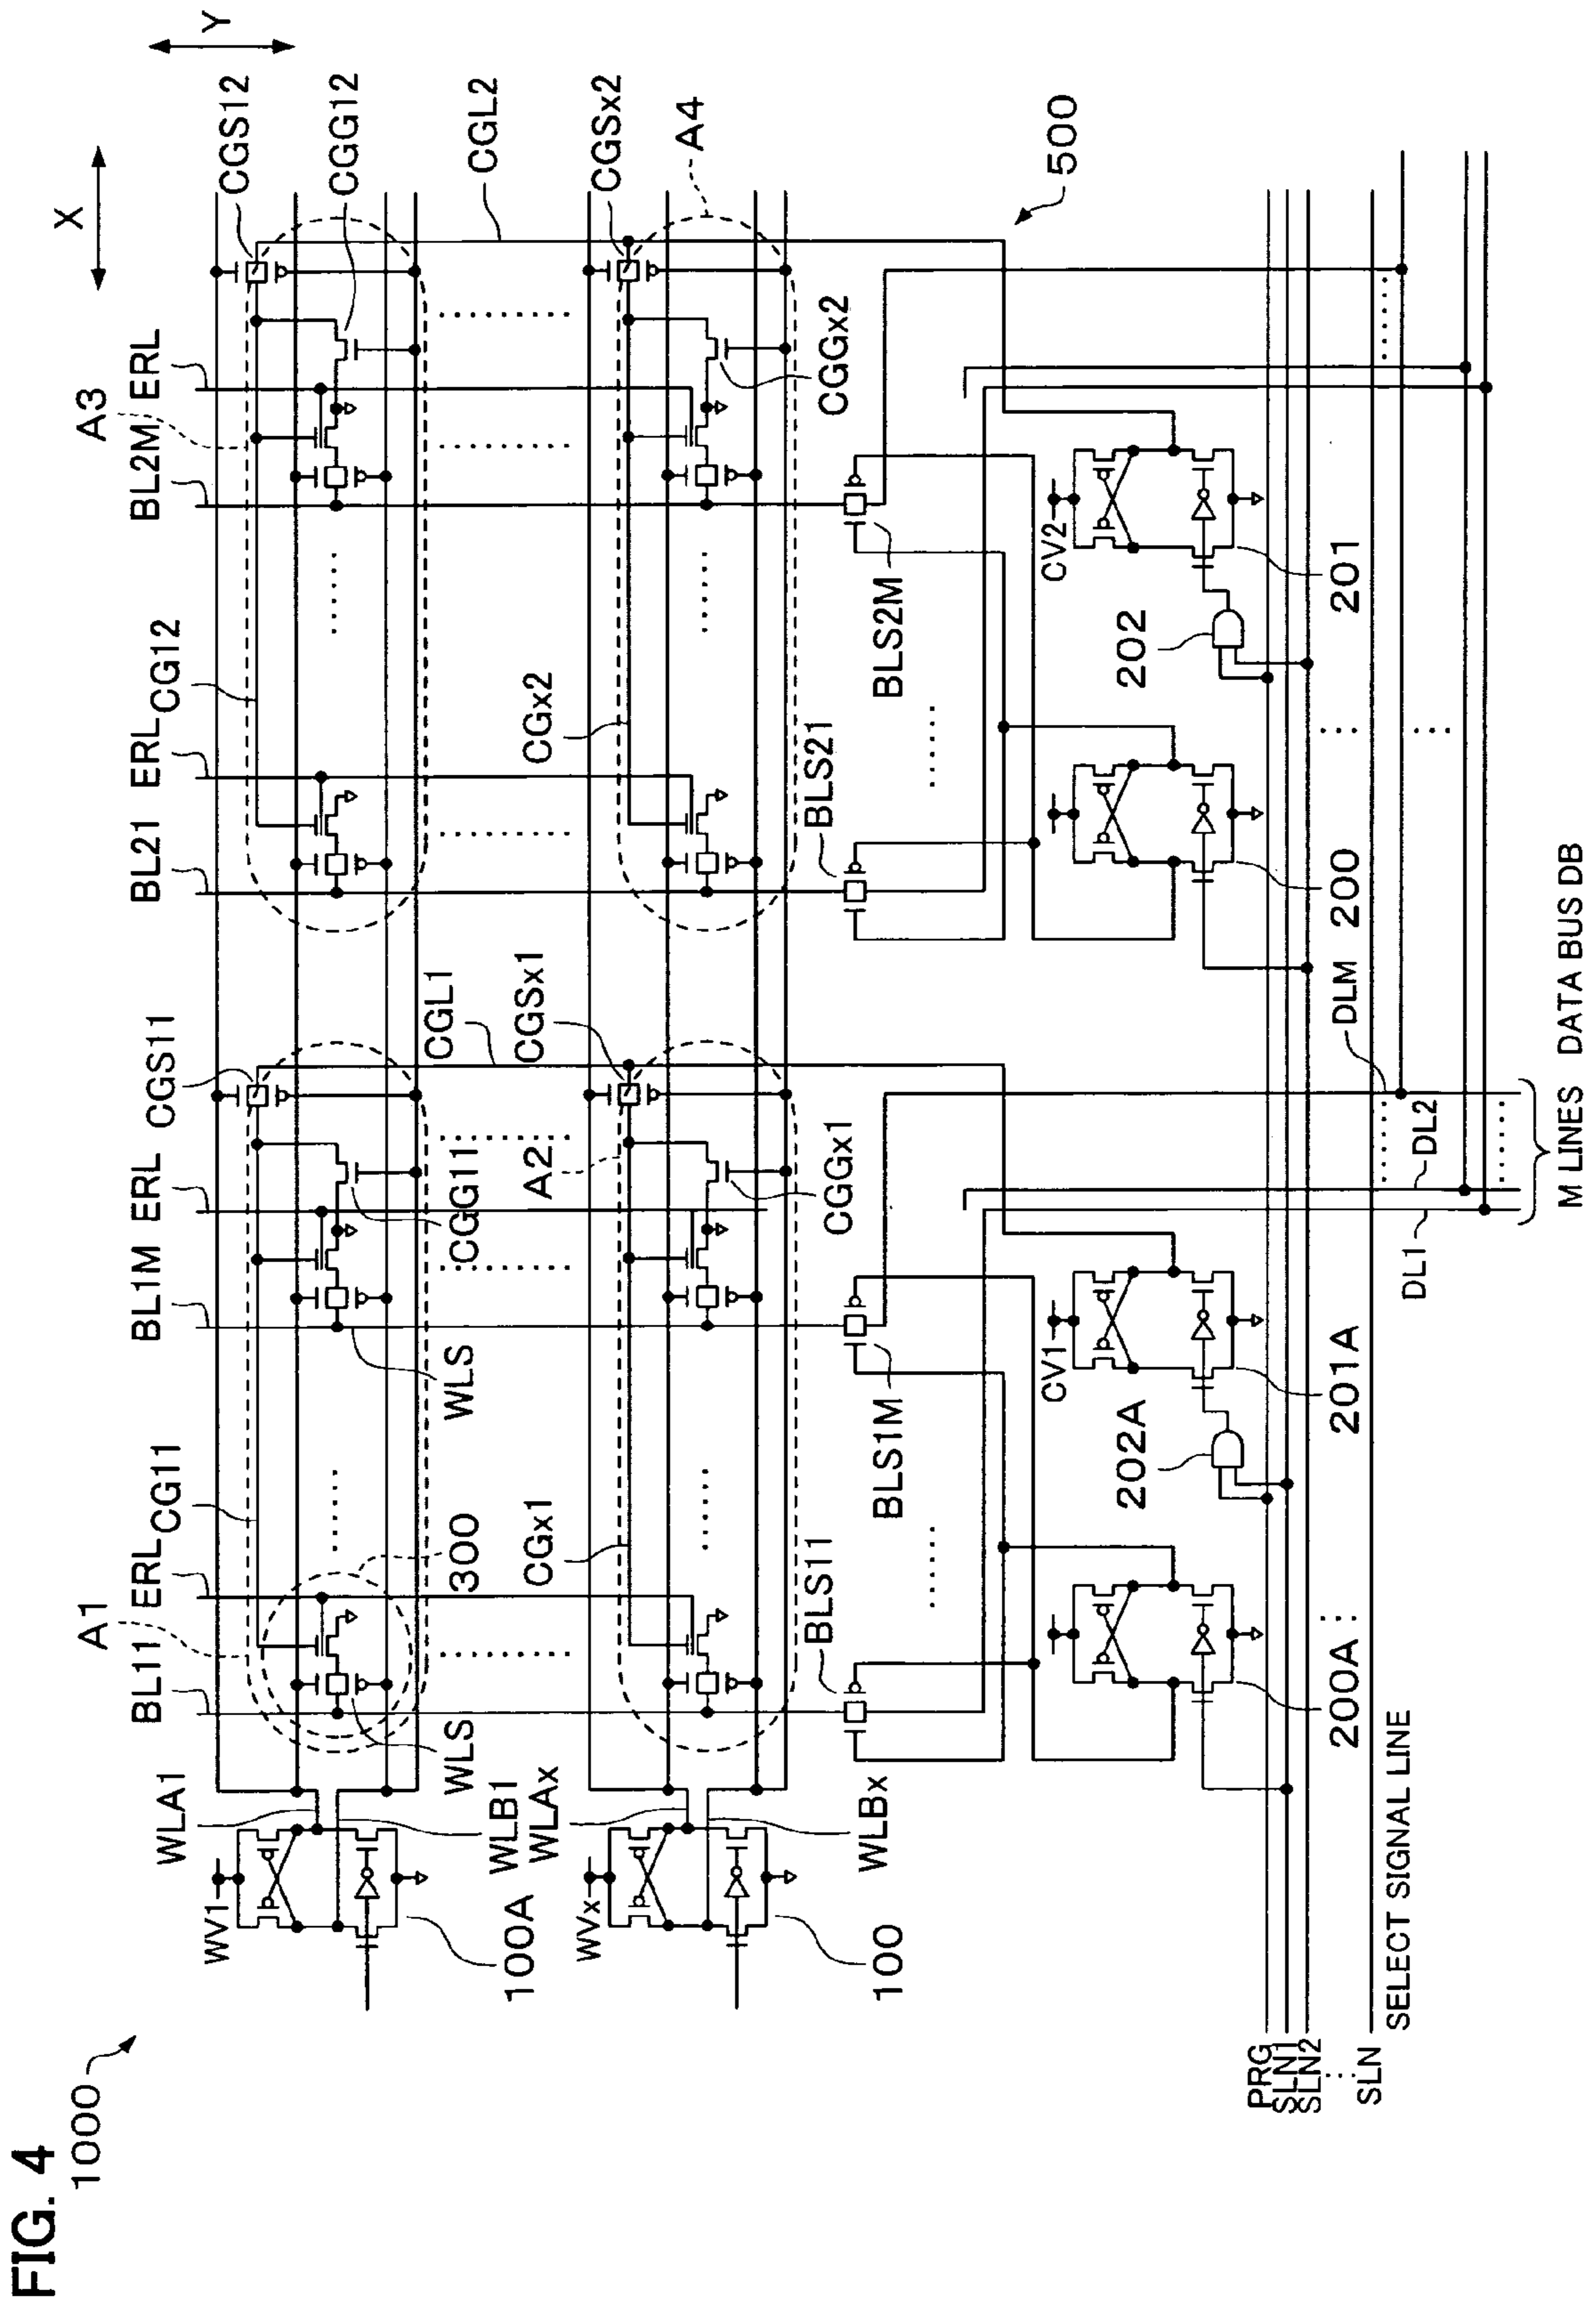 FIG. 4
1000
X
Y
A1
A3
BL11
ERL
CG11
BL1M
ERL
CGS11
BL21
ERL
CG12
BL2M
ERL
CGS12
CGG12
WV1
WLA1
WLB1
100A
WLS
300
WLS
CGG11
CGL1
CGL2
WVx
WLAx
WLBx
100
CGx1
A2
CGSx1
CGx2
CGSx2
A4
CGGx1
CGGx2
BLS11
BLS1M
BLS21
BLS2M
500
CV1
CV2
202A
202
200A
201A
200
201
PRG
SLN1
SLN2
SLN
SELECT SIGNAL LINE
DL1
DL2
DLM
M LINES DATA BUS DB